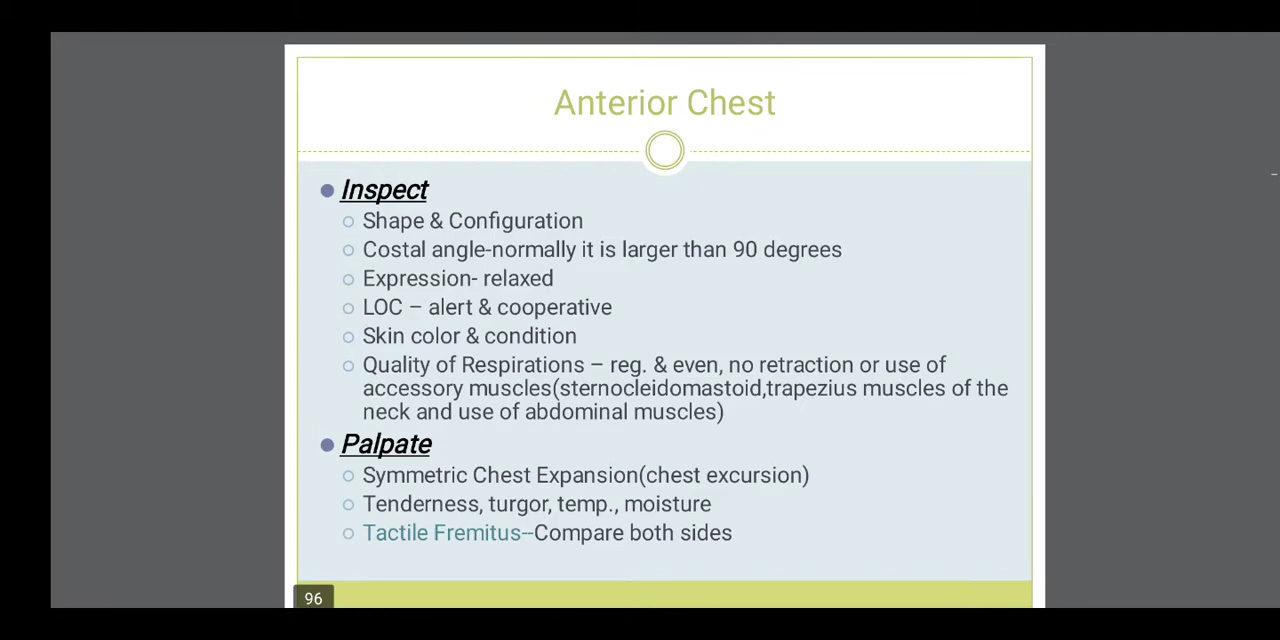 Anterior Chest
Inspect
Shape & Configuration
Costal angle-normally it is larger than 90 degrees
Expression- relaxed
LOC – alert & cooperative
Skin color & condition
Quality of Respirations – reg. & even, no retraction or use of
accessory muscles(sternocleidomastoid,trapezius muscles of the
neck and use of abdominal muscles)
Palpate
Symmetric Chest Expansion(chest excursion)
Tenderness, turgor, temp., moisture
Tactile Fremitus--Compare both sides
96